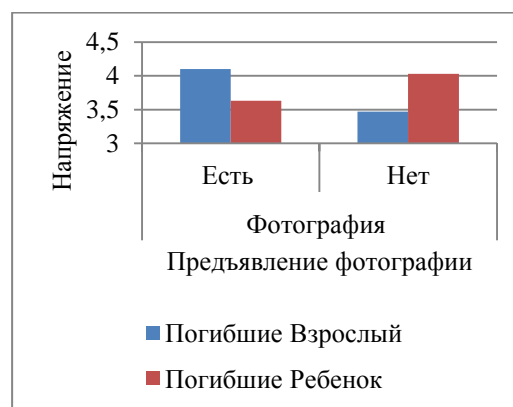 Напряжение
4,5
4
3,5
3
Есть
Нет
Фотография
Предъявление фотографии
Погибшие Взрослый
Погибшие Ребенок